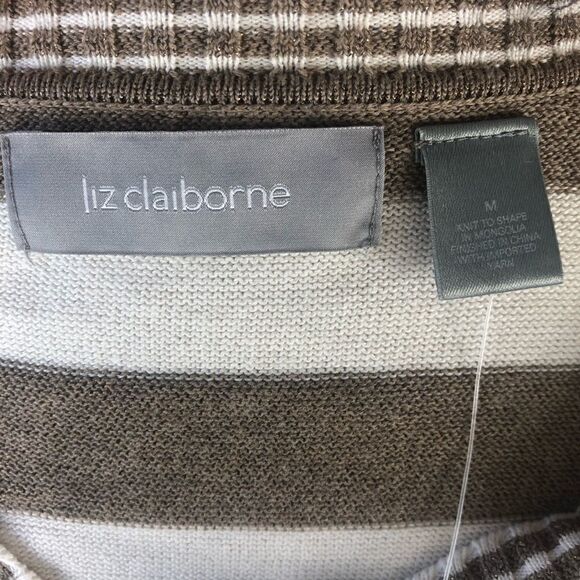 liz claiborne
M
KNIT TO SHAPE
IN MONGOLIA
FINISHED IN CHINA
WITH IMPORTED
YARN